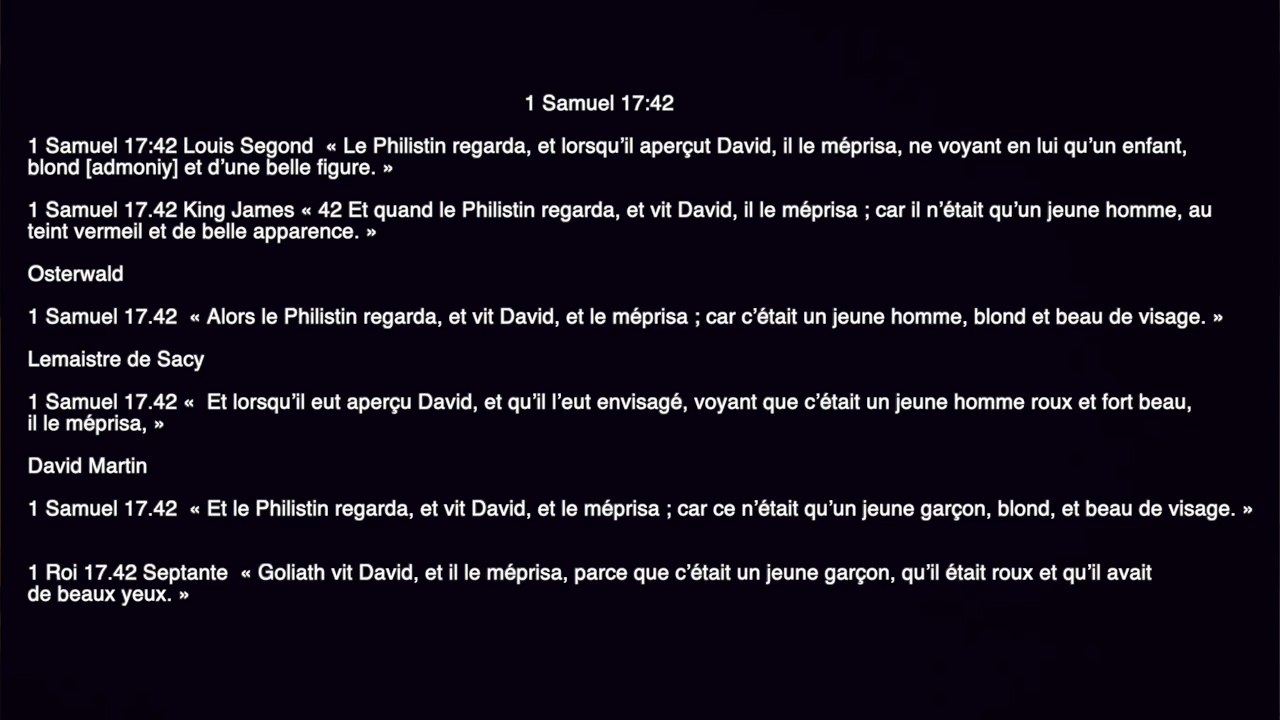 1 Samuel 17:42
1 Samuel 17:42 Louis Segond « Le Philistin regarda, et lorsqu’il aperçut David, il le méprisa, ne voyant en lui qu’un enfant,
blond [admoniy] et d’une belle figure. »
1 Samuel 17.42 King James « 42 Et quand le Philistin regarda, et vit David, il le méprisa ; car il n’était qu’un jeune homme, au
teint vermeil et de belle apparence. »
Osterwald
1 Samuel 17.42 « Alors le Philistin regarda, et vit David, et le méprisa ; car c’était un jeune homme, blond et beau de visage. »
Lemaistre de Sacy
1 Samuel 17.42 « Et lorsqu’il eut aperçu David, et qu’il l’eut envisagé, voyant que c’était un jeune homme roux et fort beau,
il le méprisa, »
David Martin
1 Samuel 17.42 « Et le Philistin regarda, et vit David, et le méprisa ; car ce n’était qu’un jeune garçon, blond, et beau de visage. »
1 Roi 17.42 Septante « Goliath vit David, et il le méprisa, parce que c’était un jeune garçon, qu’il était roux et qu’il avait
de beaux yeux. »